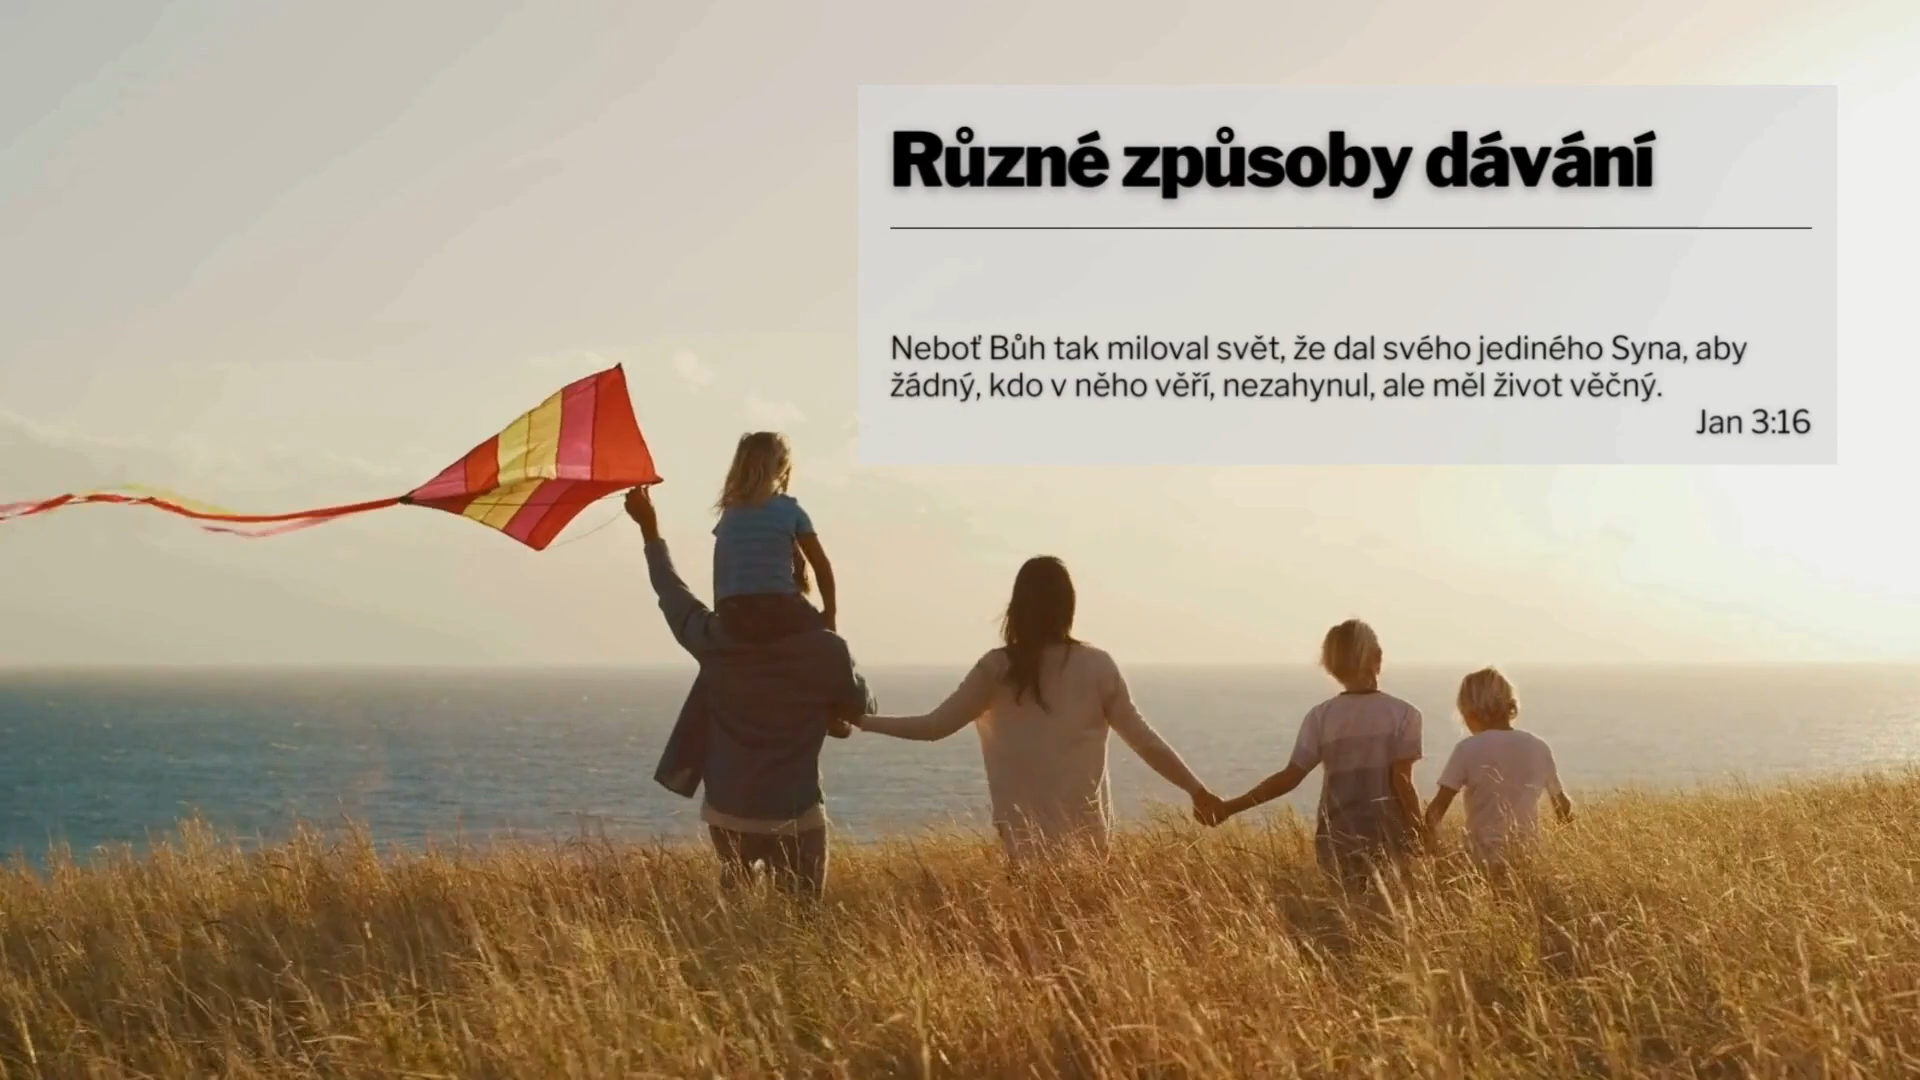 Různé způsoby dávání
Neboť Bůh tak miloval svět, že dal svého jediného Syna, aby
žádný, kdo v něho věří, nezahynul, ale měl život věčný.
Jan 3:16